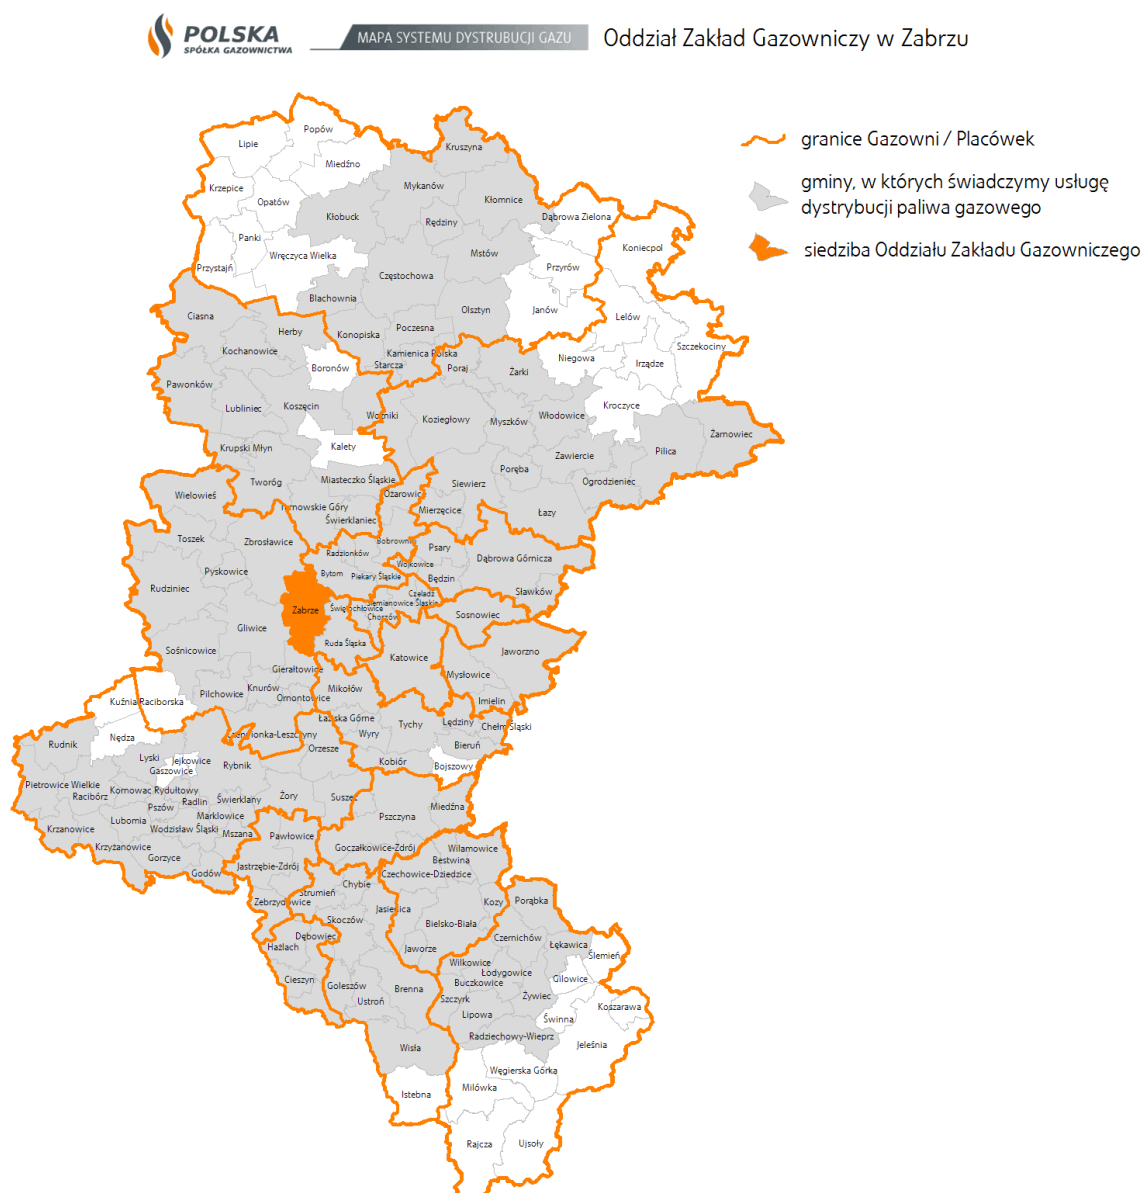 POLSKA
SPÓŁKA GAZOWNICTWA
MAPA SYSTEMU DYSTRUBUCJI GAZU
Oddział Zakład Gazowniczy w Zabrzu
granice Gazowni / Placówek
gminy, w których świadczymy usługę
dystrybucji paliwa gazowego
siedziba Oddziału Zakładu Gazowniczego
Popów
Lipie
Miedźno
Kruszyna
Krzepice
Mykanów
Opatów
Kłomnice
Kłobuck
Rędziny
Dąbrowa Zielona
Panki
Koniecpol
Wręczyca Wielka
Mstów
Przystajń
Przyrów
Częstochowa
Blachownia
Olsztyn
Janów
Ciasna
Lelów
Herby
Konopiska
Poczesna
Szczekociny
Kochanowice
Kamienica Polska
Niegowa
Irządze
Boronów
Starcza
Poraj
Żarki
Pawonków
Lubliniec
Koszęcin
Woźniki
Koziegłowy
Myszków
Włodowice
Kroczyce
Żarnowiec
Krupski Młyn
Kalety
Zawiercie
Pilica
Poręba
Tworóg
Miasteczko Śląskie
Siewierz
Ogrodzieniec
Wielowieś
Ożarowice
Tarnowskie Góry
Mierzęcice
Łazy
Świerklaniec
Toszek
Zbrosławice
Bobrowniki
Radzionków
Psary
Wojkowice
Dąbrowa Górnicza
Pyskowice
Bytom
Piekary Śląskie
Będzin
Rudziniec
Czeladź
Sławków
Siemianowice Śląskie
Zabrze
Świętochłowice
Chorzów
Sosnowiec
Gliwice
Ruda Śląska
Sośnicowice
Katowice
Jaworzno
Gierałtowice
Mysłowice
Pilchowice
Knurów
Mikołów
Ornontowice
Kuźnia Raciborska
Imielin
Łaziska Górne
Tychy
Lędziny
Chełm Śląski
Nędza
Czerwionka-Leszczyny
Wyry
Rudnik
Orzesze
Bieruń
Lyski
Jejkowice
Rybnik
Kobiór
Bojszowy
Gaszowice
Pietrowice Wielkie
Racibórz
Kornowac
Rydułtowy
Świerklany
Żory
Suszec
Pszów
Radlin
Miedźna
Lubomia
Marklowice
Pszczyna
Krzanowice
Wodzisław Śląski
Mszana
Pawłowice
Krzyżanowice
Goczałkowice-Zdrój
Wilamowice
Gorzyce
Bestwina
Godów
Jastrzębie-Zdrój
Czechowice-Dziedzice
Chybie
Strumień
Zebrzydowice
Kozy
Porąbka
Jasienica
Skoczów
Bielsko-Biała
Dębowiec
Czernichów
Hażlach
Jaworze
Łękawica
Ślemień
Wilkowice
Łodygowice
Cieszyn
Goleszów
Brenna
Buczkowice
Gilowice
Ustroń
Szczyrk
Żywiec
Koszarawa
Lipowa
Świnna
Wisła
Radziechowy-Wieprz
Jeleśnia
Węgierska Górka
Istebna
Milówka
Rajcza
Ujsoły